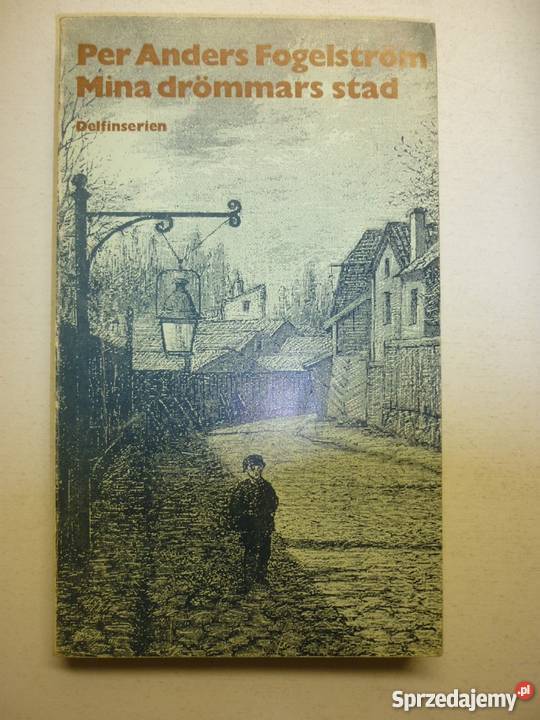 Per Anders Fogelström
Mina drömmars stad
Delfinserien
Sprzedajemy.pl